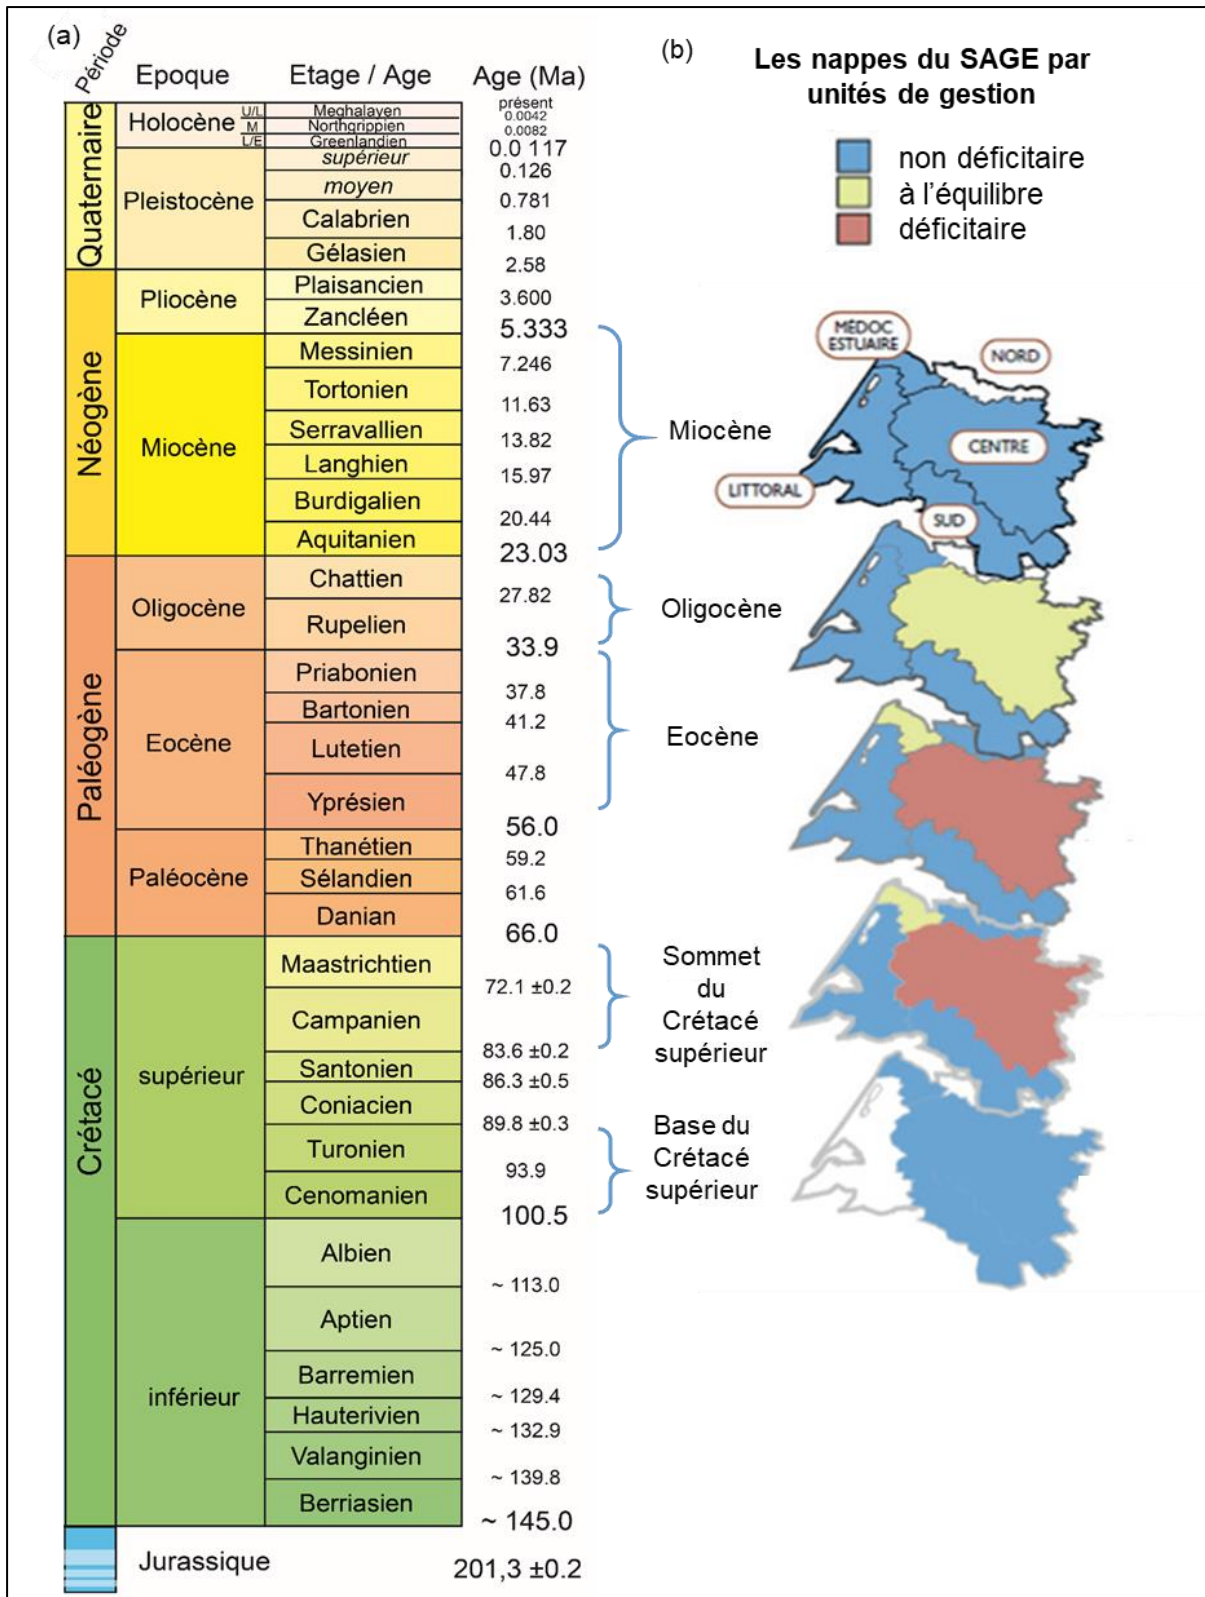 (a)
Période
Epoque
Etage / Age
Age (Ma)
Quaternaire
Holocène
U/L
M
L/E
Meghalayen
Northgrippien
Greenlandien
présent
0.0042
0.0082
0.0 117
Pleistocène
supérieur
0.126
moyen
0.781
Calabrien
1.80
Gélasien
2.58
Néogène
Pliocène
Plaisancien
3.600
Zancléen
5.333
Miocène
Messinien
7.246
Tortonien
11.63
Serravallien
13.82
Langhien
15.97
Burdigalien
20.44
Aquitanien
23.03
Paléogène
Oligocène
Chattien
27.82
Rupelien
33.9
Eocène
Priabonien
37.8
Bartonien
41.2
Lutetien
47.8
Yprésien
56.0
Paléocène
Thanétien
59.2
Sélandien
61.6
Danian
66.0
Crétacé
supérieur
Maastrichtien
72.1 ±0.2
Campanien
83.6 ±0.2
Santonien
86.3 ±0.5
Coniacien
89.8 ±0.3
Turonien
93.9
Cenomanien
100.5
inférieur
Albien
~ 113.0
Aptien
~ 125.0
Barremien
~ 129.4
Hauterivien
~ 132.9
Valanginien
~ 139.8
Berriasien
~ 145.0
Jurassique
201,3 ±0.2
(b)
Les nappes du SAGE par
unités de gestion
non déficitaire
à l'équilibre
déficitaire
MÉDOC
ESTUAIRE
NORD
CENTRE
LITTORAL
SUD
Miocène
Oligocène
Eocène
Sommet
du
Crétacé
supérieur
Base du
Crétacé
supérieur